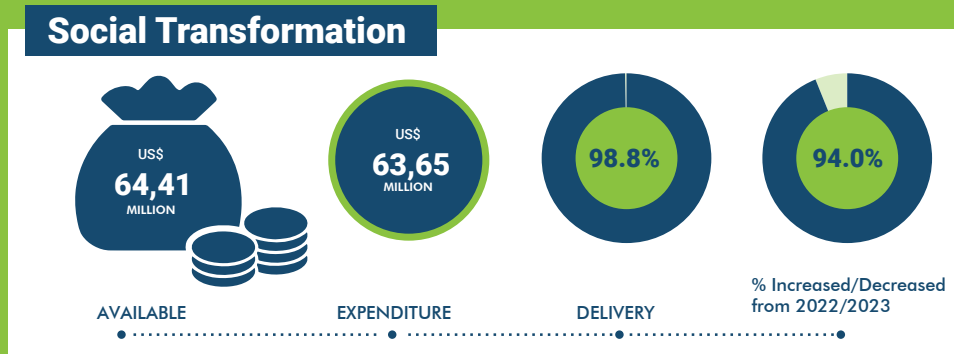 Social Transformation
US$
64,41
MILLION
US$
63,65
MILLION
98.8%
94.0%
AVAILABLE
EXPENDITURE
DELIVERY
% Increased/Decreased
from 2022/2023